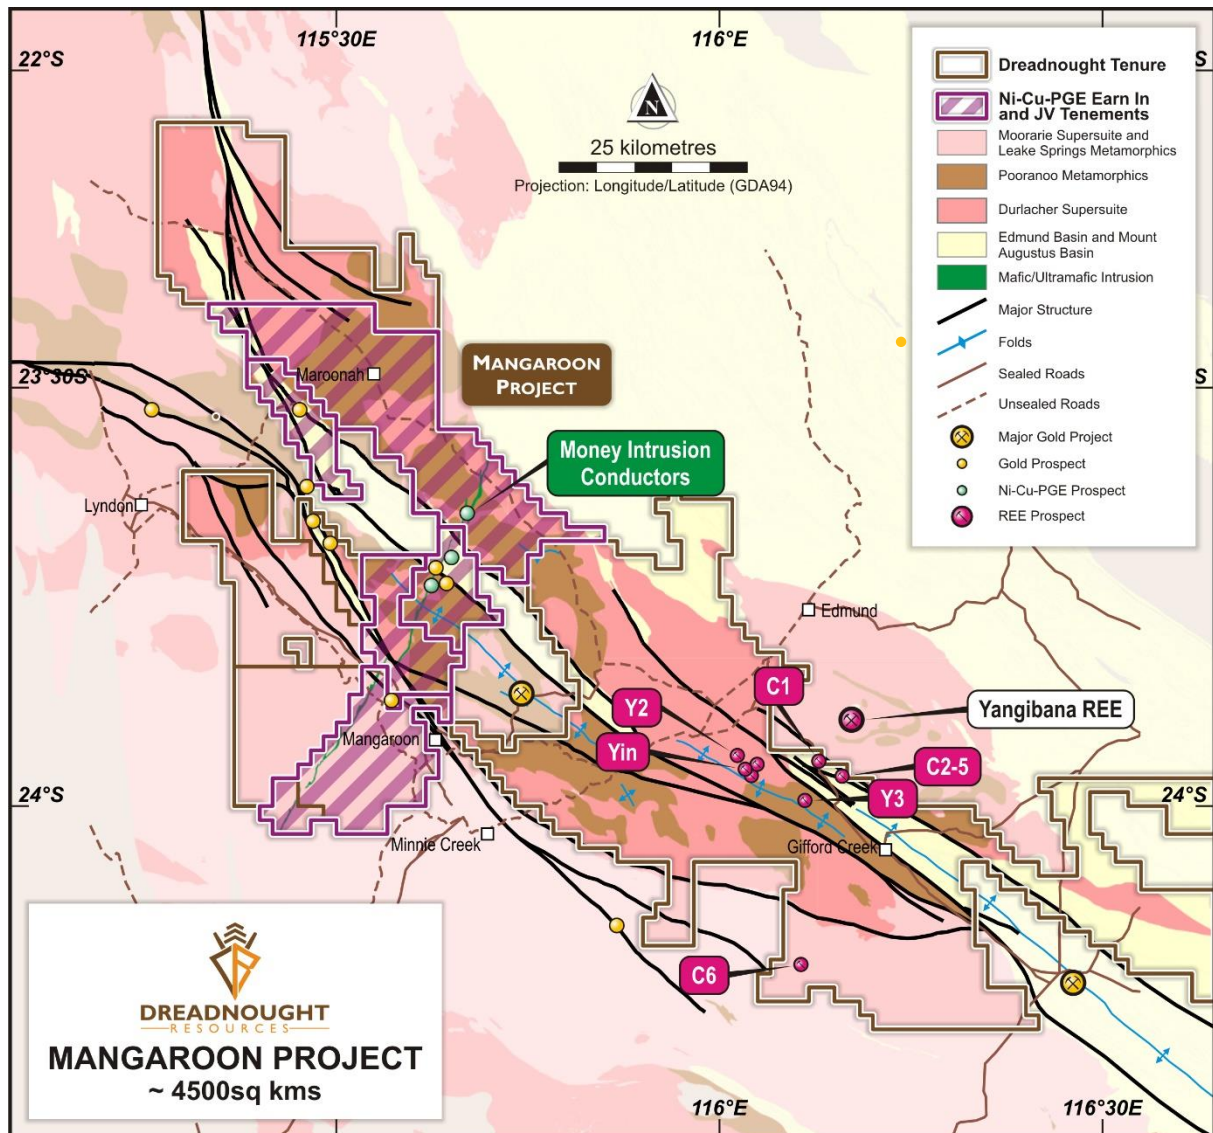 115°30'E
116°E
22°S
S
N
25 kilometres
Projection: Longitude/Latitude (GDA94)
Dreadnought Tenure
Ni-Cu-PGE Earn In
and JV Tenements
Moorarie Supersuite and
Leake Springs Metamorphics
Pooranoo Metamorphics
Durlacher Supersuite
Edmund Basin and Mount
Augustus Basin
Mafic/Ultramafic Intrusion
Major Structure
Folds
Sealed Roads
Unsealed Roads
Major Gold Project
Gold Prospect
Ni-Cu-PGE Prospect
REE Prospect
23°30'S
S
Maroonah
MANGAROON
PROJECT
Money Intrusion
Conductors
Lyndon
Edmund
C1
Y2
Yangibana REE
Yin
Mangaroon
C2-5
Y3
24°S
24°S
Minnie Creek
Gifford Creek
C6
DREADNOUGHT
RESOURCES
MANGAROON PROJECT
~ 4500sq kms
116°E
116°30'E